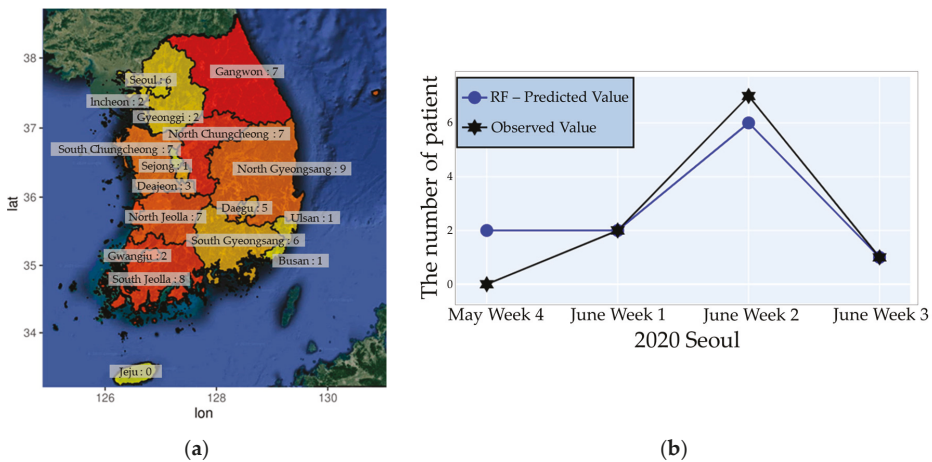 38
37
36
35
34
33
lat
Gangwon : 7
Seoul : 6
Incheon : 2
Gyeonggi : 2
North Chungcheong : 7
South Chungcheong : 7
Sejong : 1
North Gyeongsang : 9
Deajeon : 3
Daegu : 5
North Jeolla : 7
Ulsan : 1
South Gyeongsang : 6
Gwangju : 2
Busan : 1
South Jeolla : 8
Jeju : 0
126
128
130
lon
(a)
RF – Predicted Value
Observed Value
The number of patient
6
4
2
0
May Week 4
June Week 1
June Week 2
June Week 3
2020 Seoul
(b)